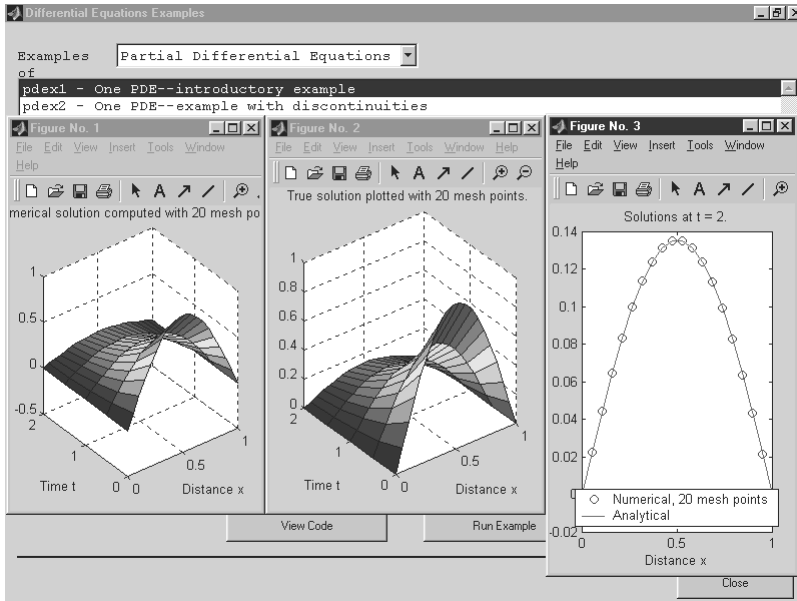 Differential Equations Examples
Examples of
Partial Differential Equations
pdex1 - One PDE--introductory example
pdex2 - One PDE--example with discontinuities
Figure No. 1
File Edit View Insert Tools Window
Help
A
merical solution computed with 20 mesh po
1
0.5
0
-0.5
2
1
0
0
0.5
1
Time t
Distance x
Figure No. 2
File Edit View Insert Tools Window
Help
A
True solution plotted with 20 mesh points.
1
0.8
0.6
0.4
0.2
0
2
1
0
0
0.5
1
Time t
Distance x
Figure No. 3
File Edit View Insert Tools Window
Help
A
Solutions at t = 2.
0.14
0.12
0.1
0.08
0.06
0.04
0.02
0
-0.02
0
0.5
1
Distance x
Numerical, 20 mesh points
Analytical
View Code
Run Example
Close